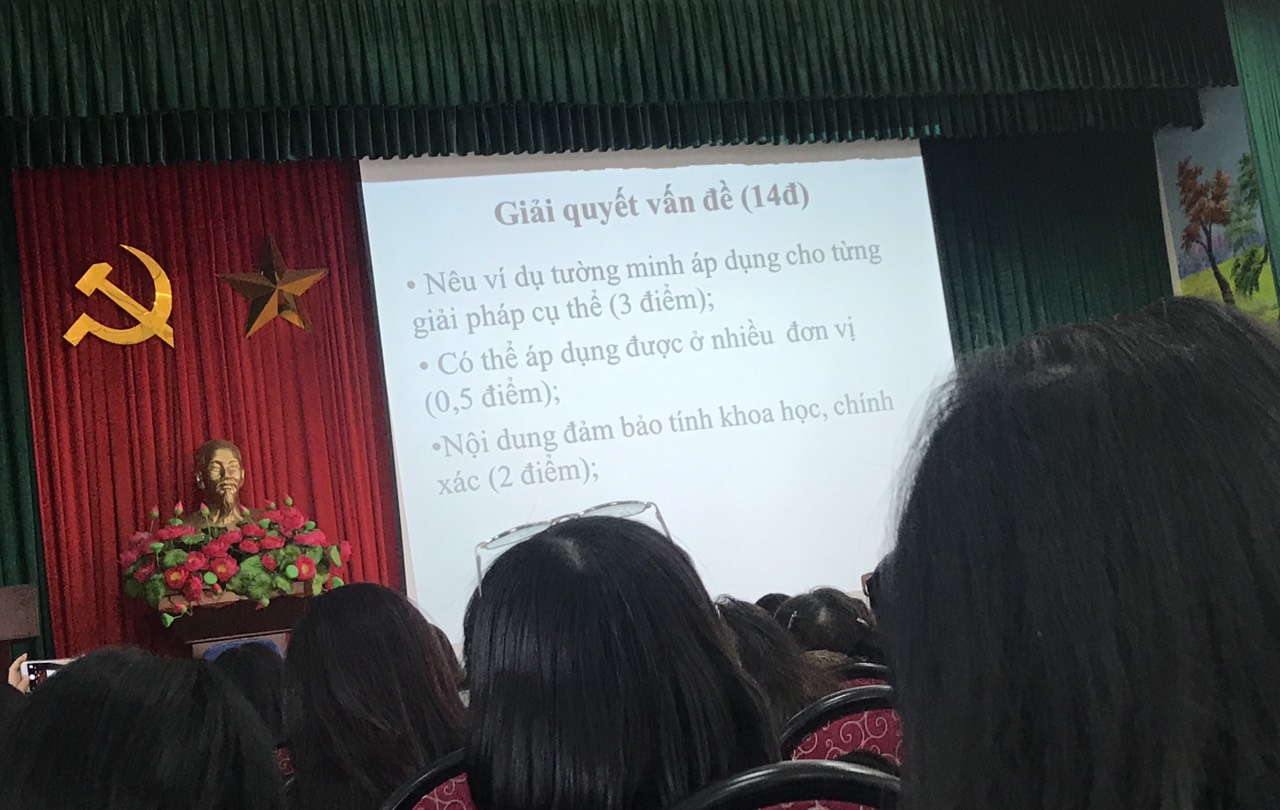 Giải quyết vấn đề (14đ)
• Nêu ví dụ tường minh áp dụng cho từng
giải pháp cụ thể (3 điểm);
• Có thể áp dụng được ở nhiều đơn vị
(0,5 điểm);
•Nội dung đảm bảo tính khoa học, chính
xác (2 điểm);